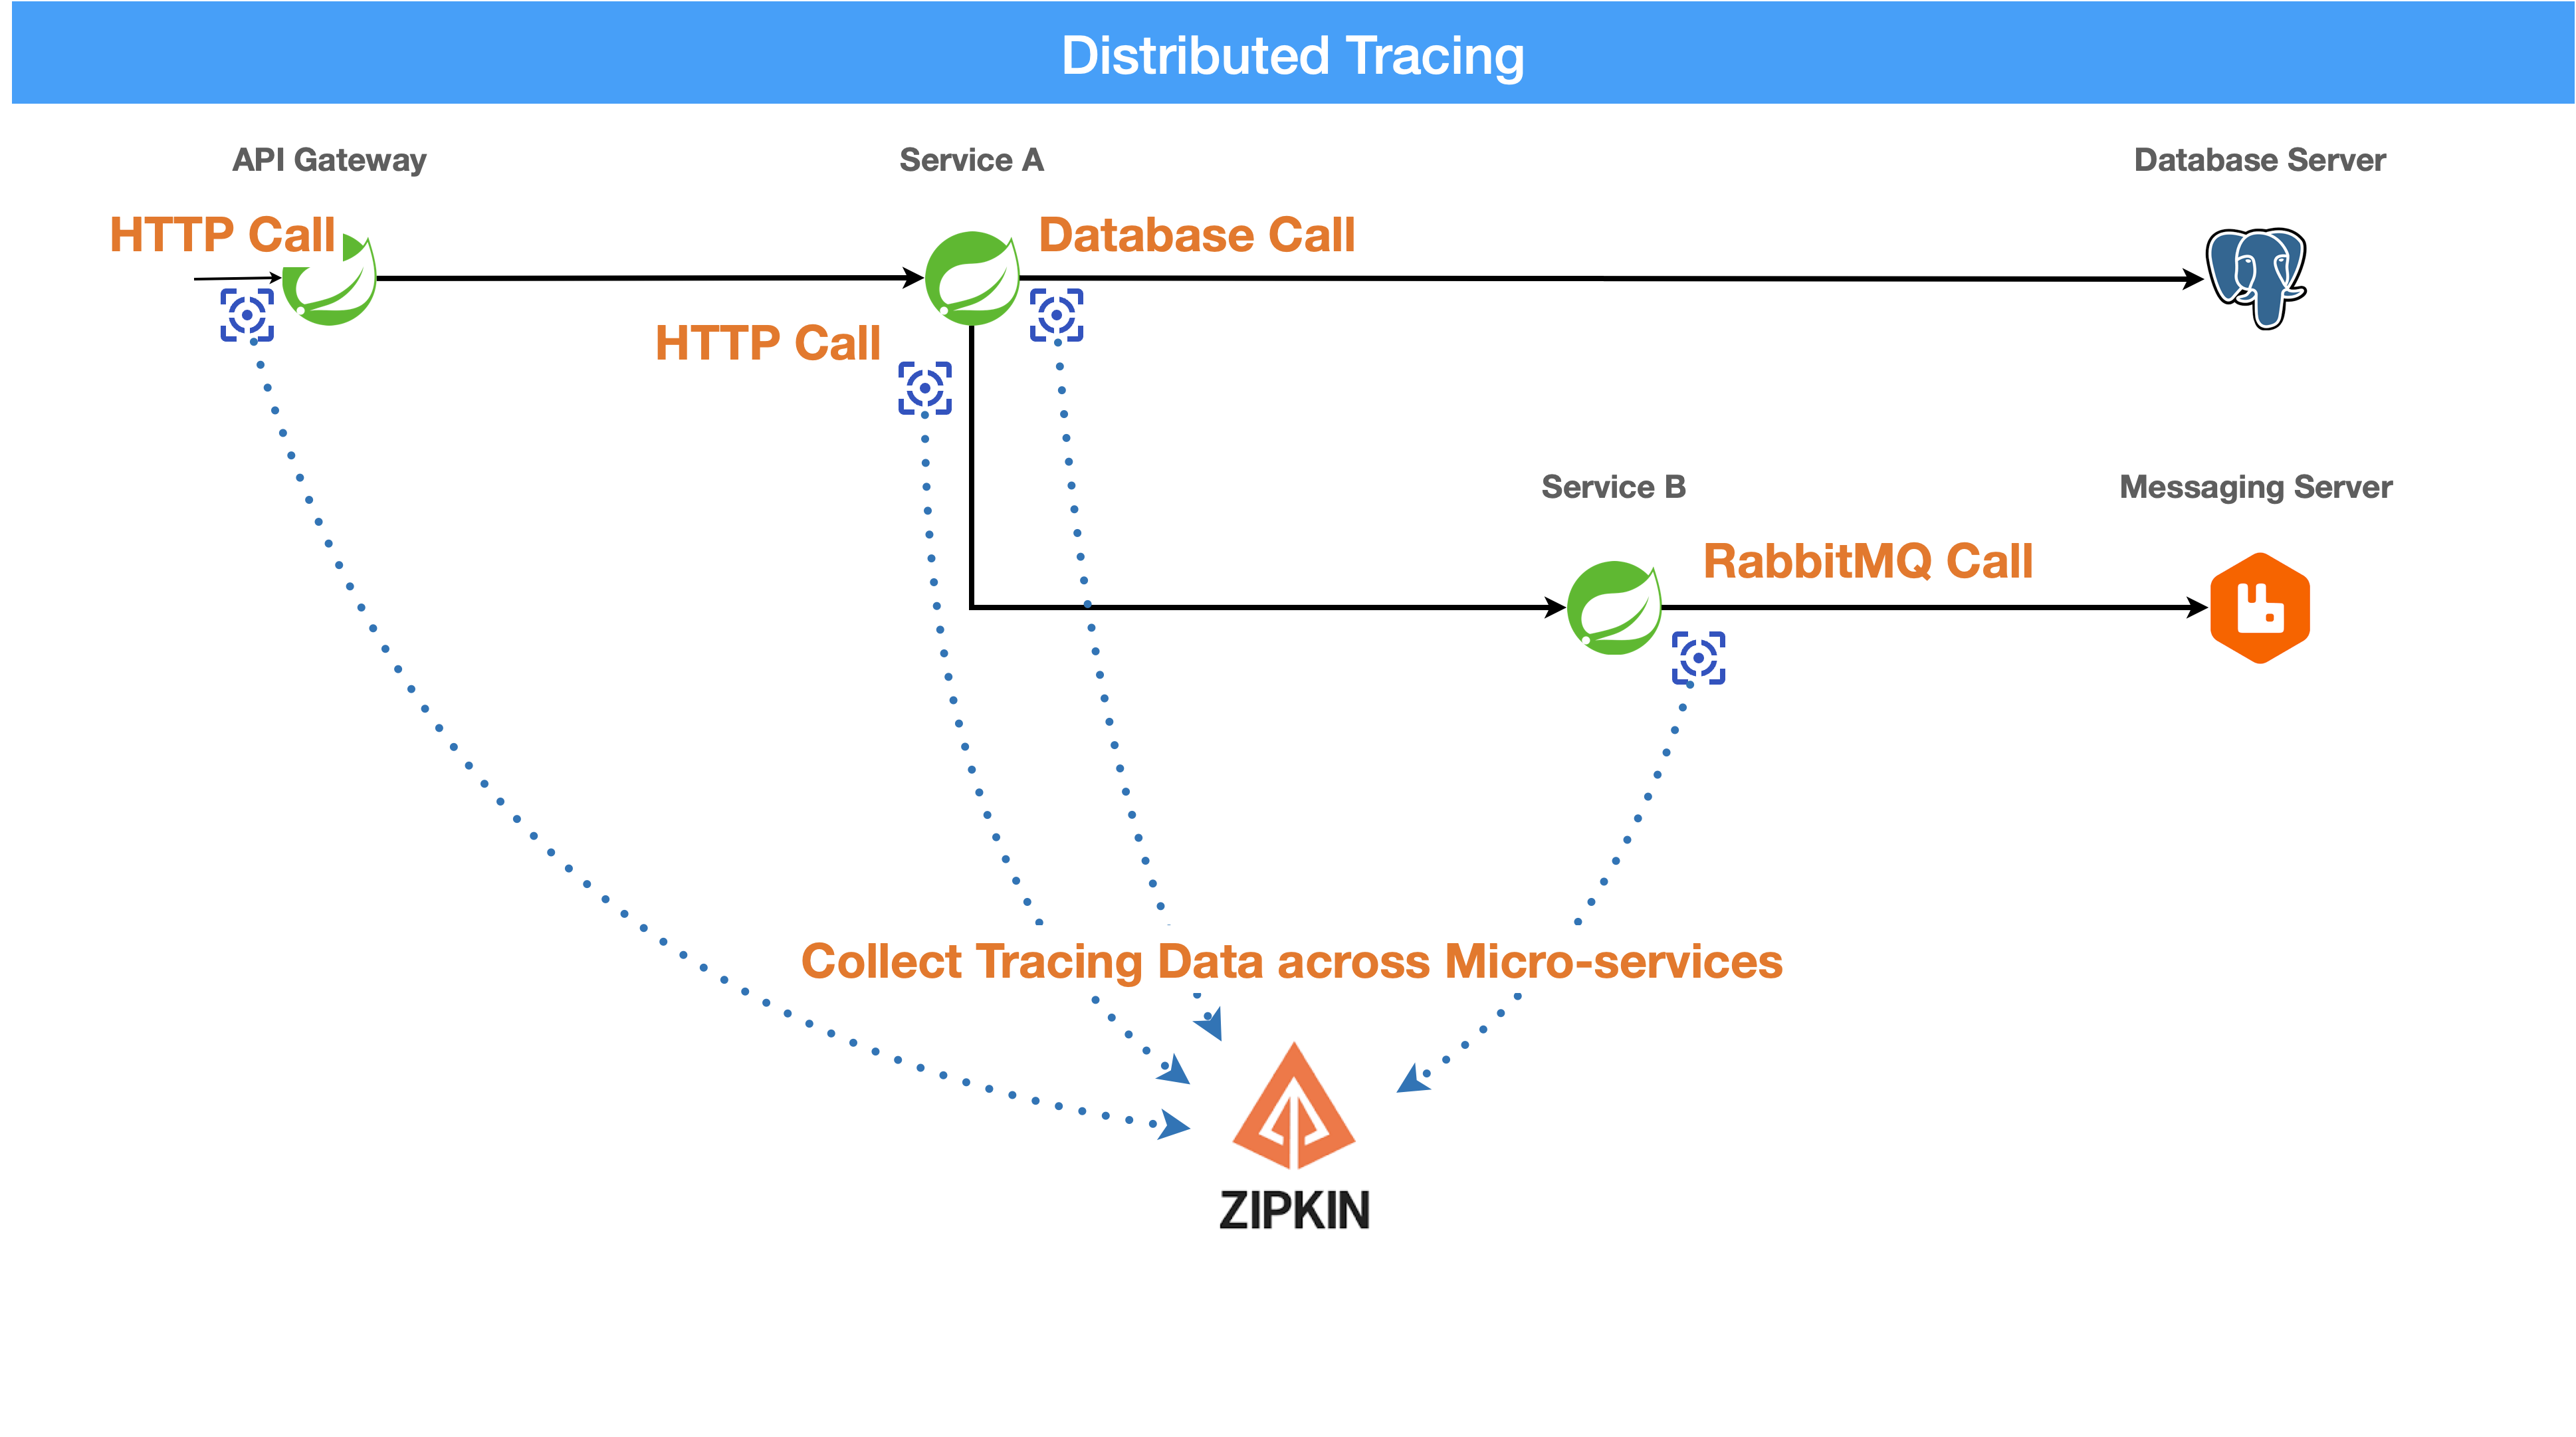 Distributed Tracing
API Gateway
Service A
Database Server
HTTP Call
Database Call
HTTP Call
Service B
Messaging Server
RabbitMQ Call
Collect Tracing Data across Micro-services
ZIPKIN